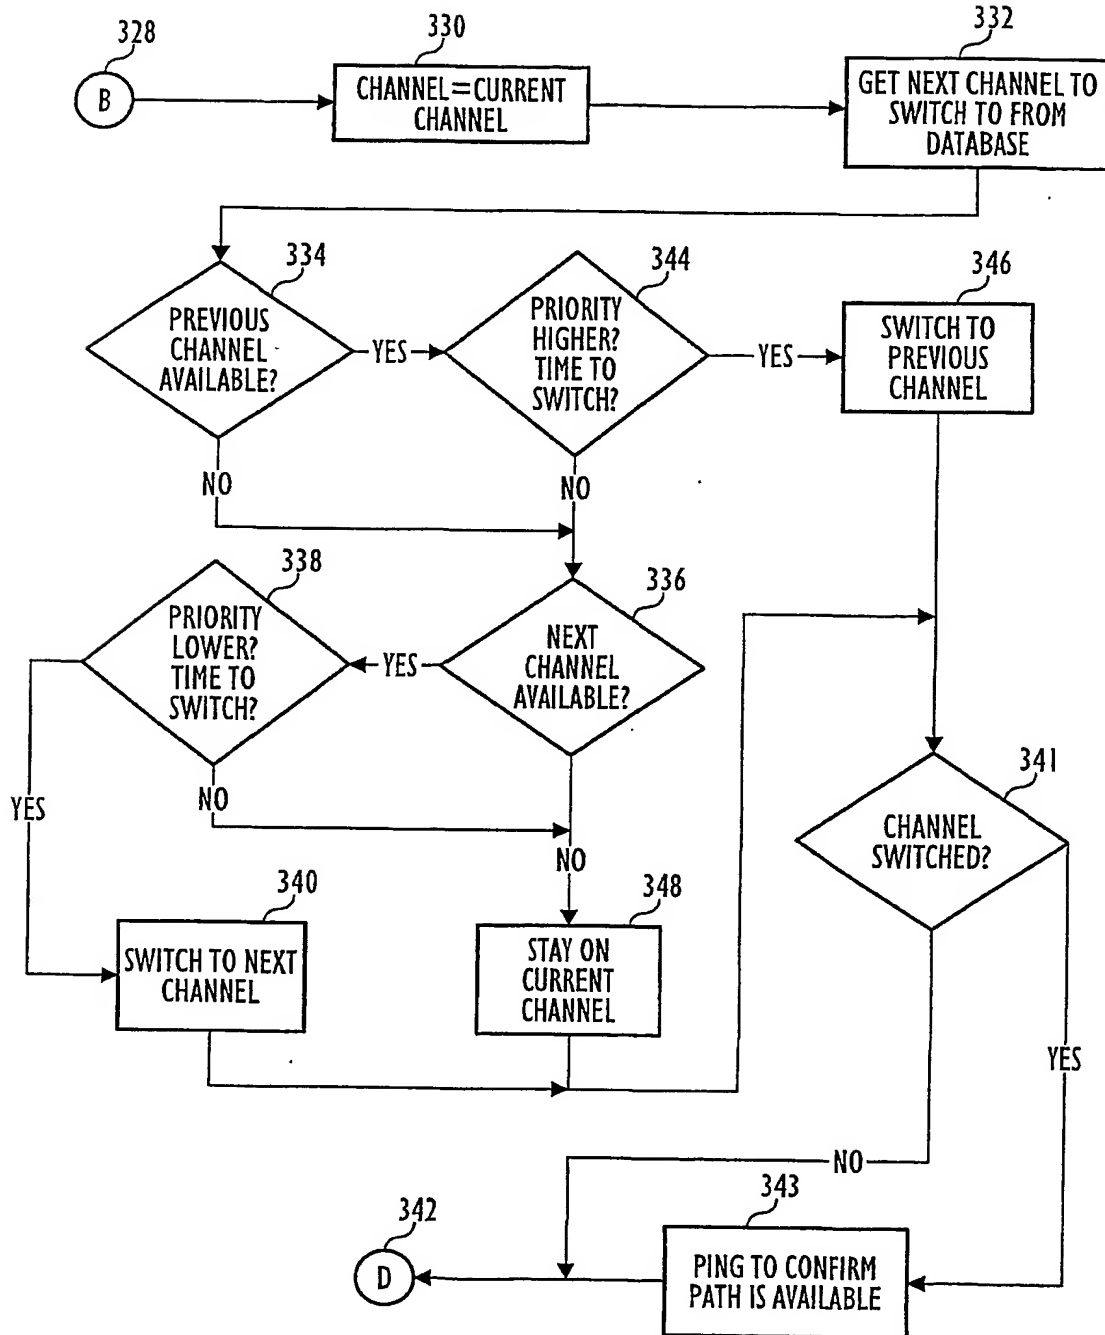 328
B
330
CHANNEL=CURRENT
CHANNEL
332
GET NEXT CHANNEL TO
SWITCH TO FROM
DATABASE
334
PREVIOUS
CHANNEL
AVAILABLE?
YES
NO
344
PRIORITY
HIGHER?
TIME TO
SWITCH?
YES
NO
346
SWITCH TO
PREVIOUS
CHANNEL
338
PRIORITY
LOWER?
TIME TO
SWITCH?
YES
NO
336
NEXT
CHANNEL
AVAILABLE?
YES
NO
341
CHANNEL
SWITCHED?
YES
NO
340
SWITCH TO NEXT
CHANNEL
348
STAY ON
CURRENT
CHANNEL
342
D
343
PING TO CONFIRM
PATH IS AVAILABLE